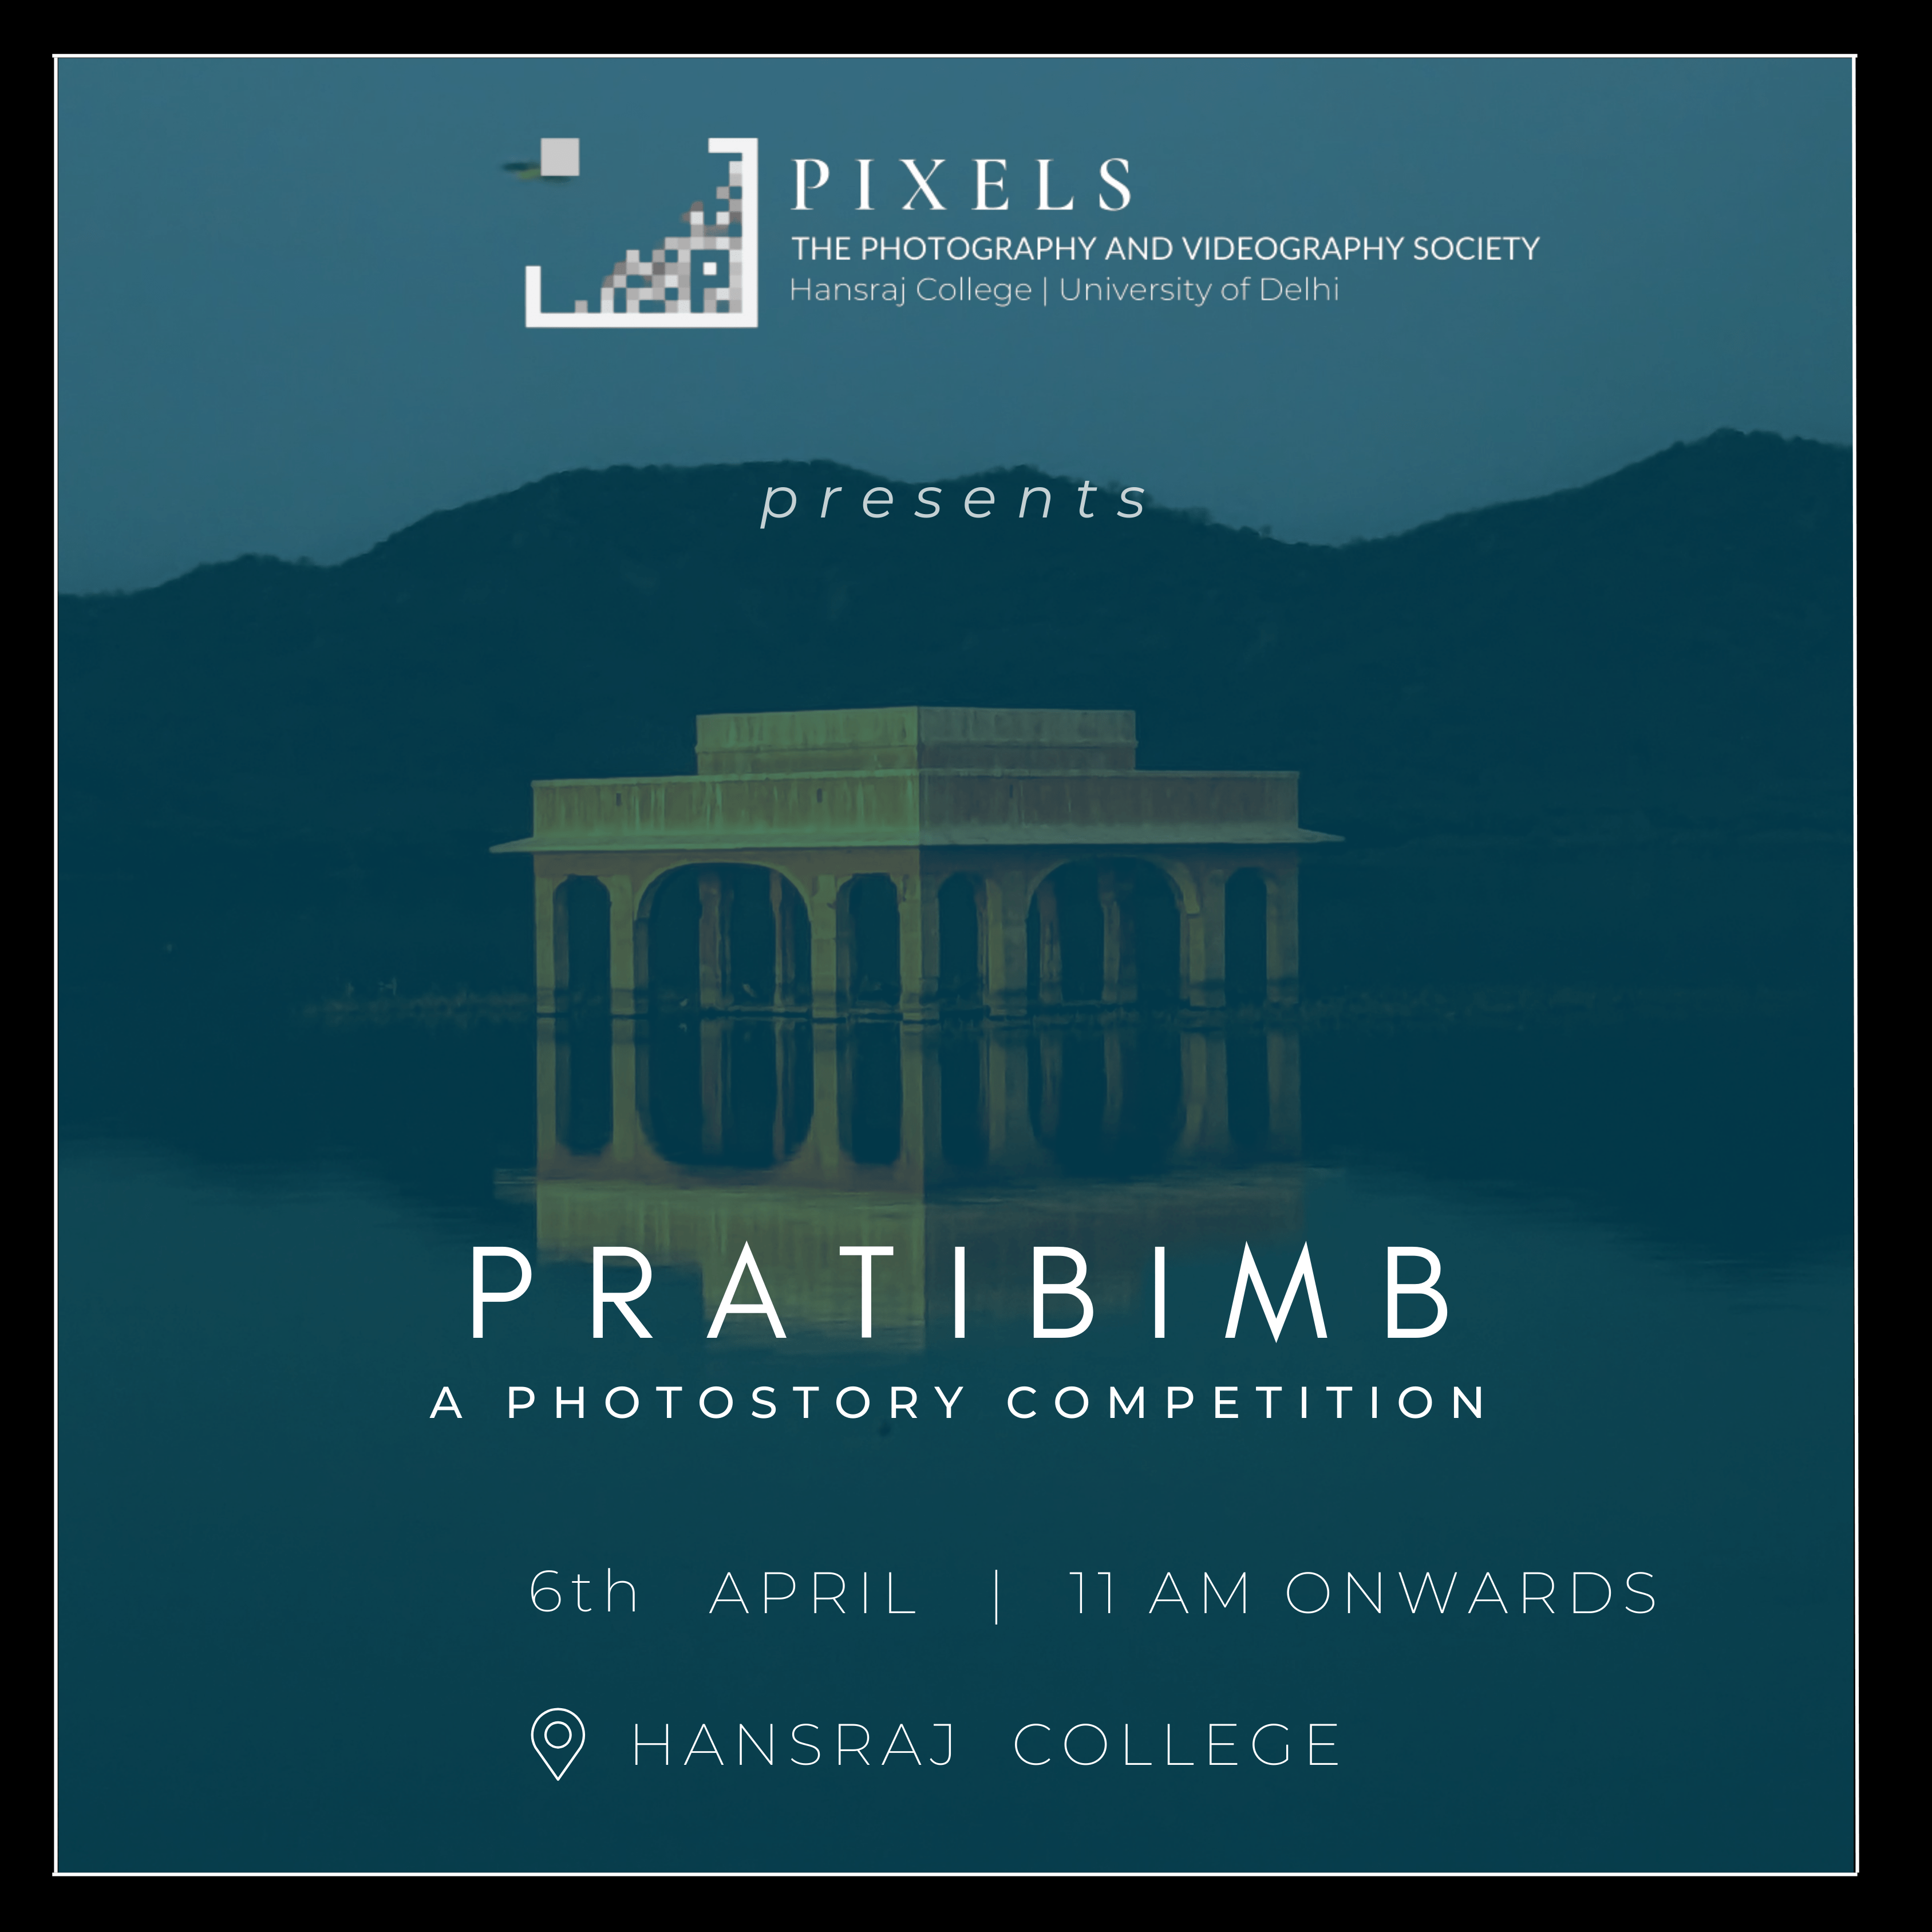 PIXELS
THE PHOTOGRAPHY AND VIDEOGRAPHY SOCIETY
Hansraj College | University of Delhi
presents
PRATIBIMB
A PHOTOSTORY COMPETITION
6th APRIL | 11 AM ONWARDS
HANSRAJ COLLEGE